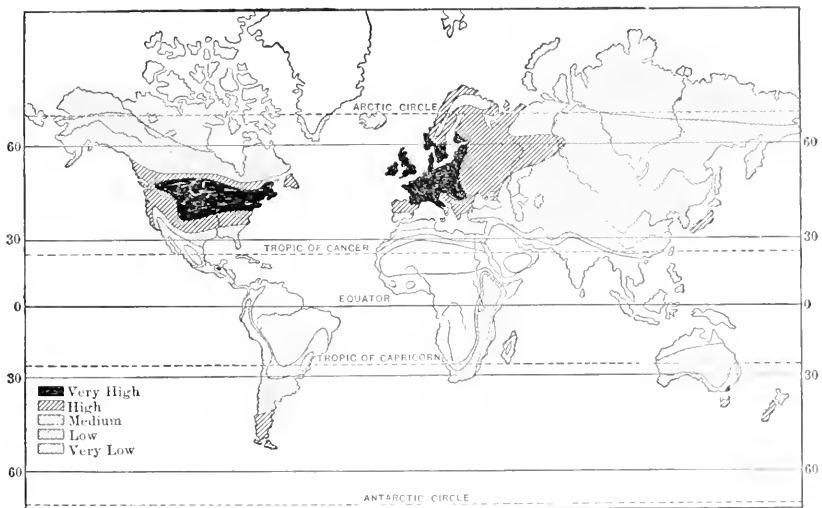 ARCTIC CIRCLE
60 60
30 30
TROPIC OF CANCER
EQUATOR
0 0
TROPIC OF CAPRICORN
30 30
Very High
High
Medium
Low
Very Low
60 60
ANTARCTIC CIRCLE